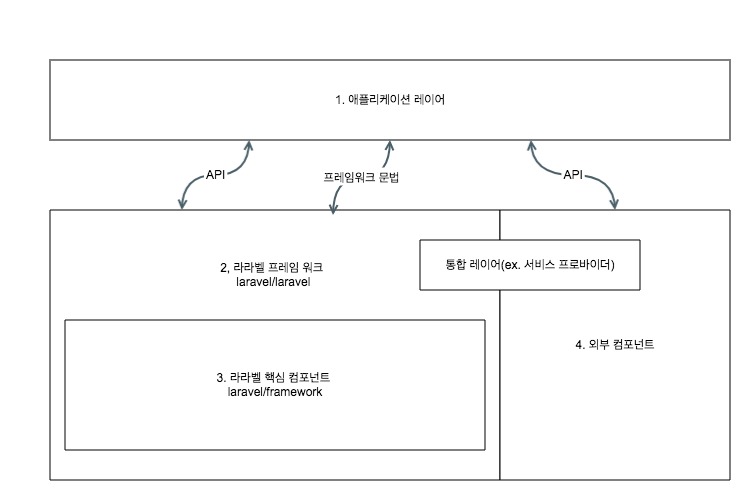 1. 애플리케이션 레이어
API
프레임워크 문법
API
2, 라라벨 프레임 워크
laravel/laravel
통합 레이어(ex. 서비스 프로바이더)
4. 외부 컴포넌트
3. 라라벨 핵심 컴포넌트
laravel/framework